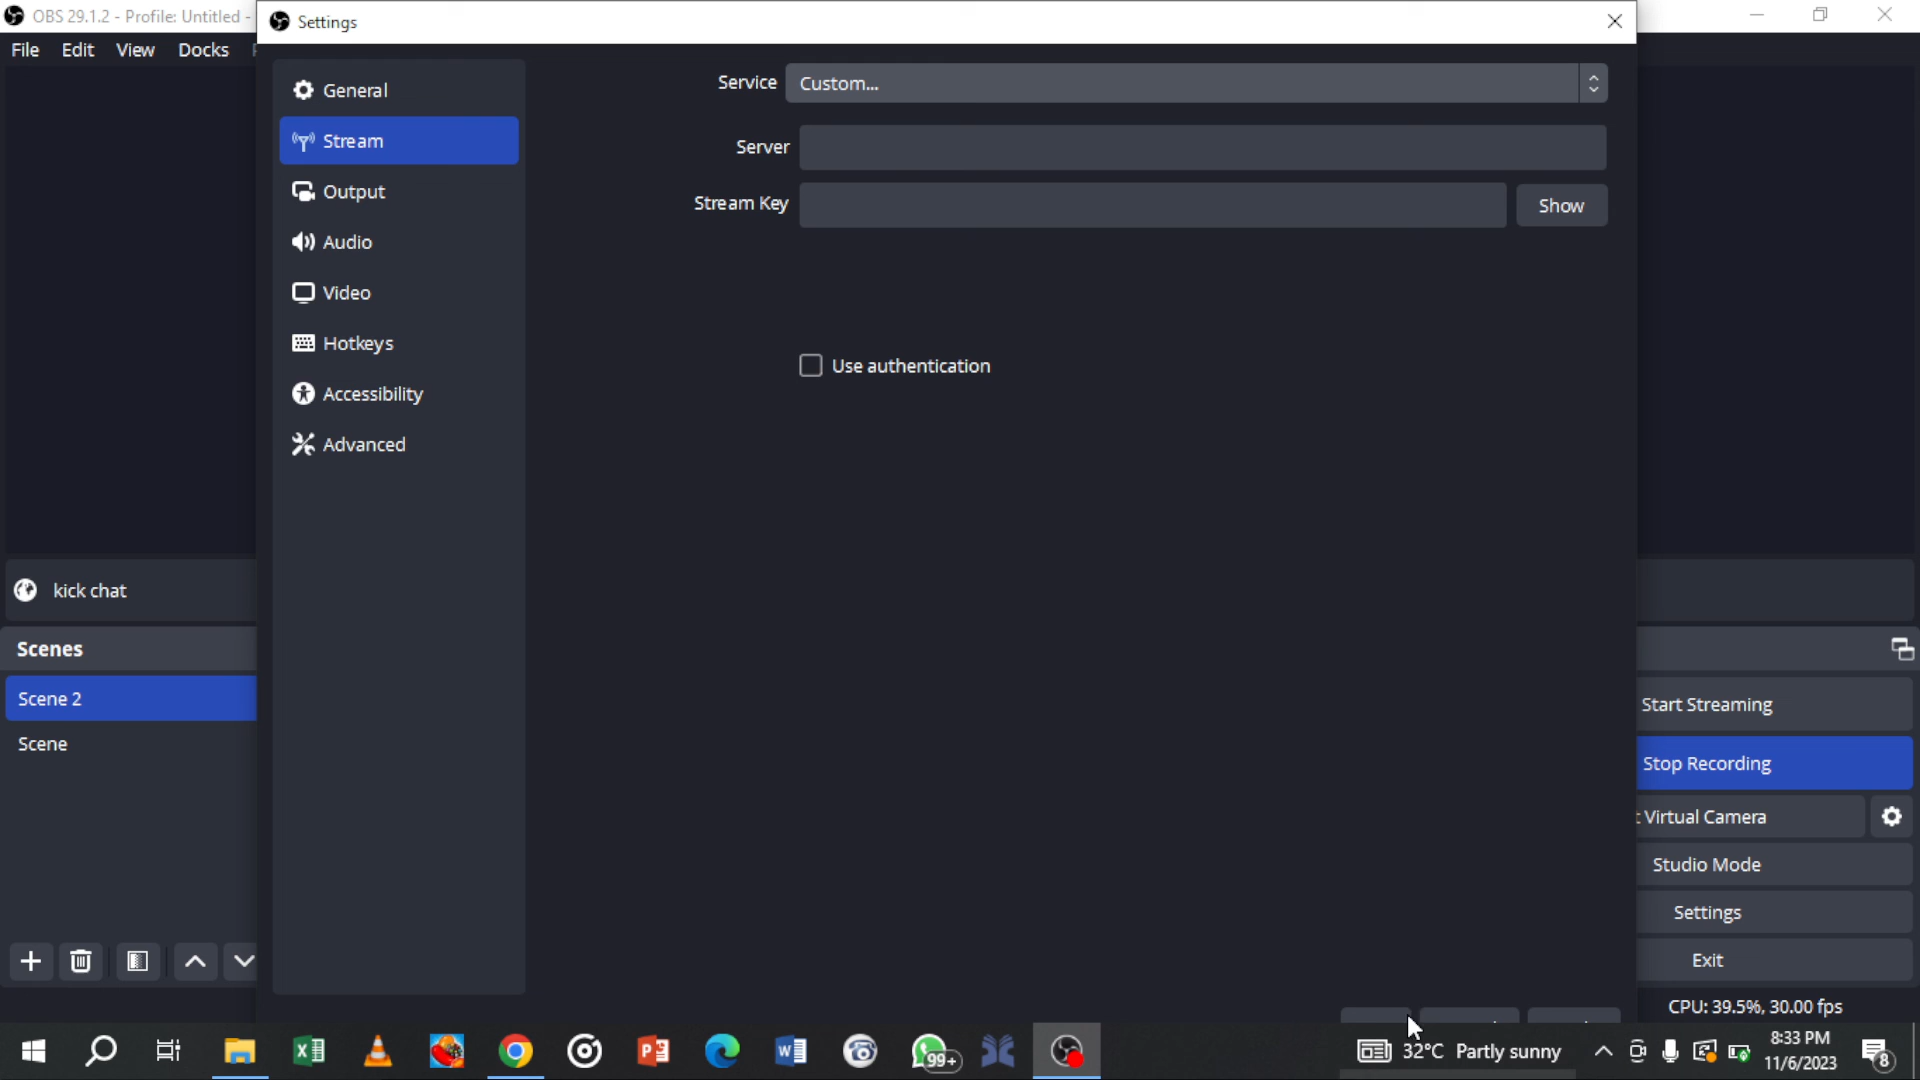 OBS 29.1.2 - Profile: Untitled -
Settings
File Edit View Docks
General
Stream
Output
Audio
Video
Hotkeys
Accessibility
Advanced
Service Custom...
Server
Stream Key Show
Use authentication
kick chat
Scenes
Scene 2
Scene
Start Streaming
Stop Recording
Virtual Camera
Studio Mode
Settings
Exit
CPU: 39.5%, 30.00 fps
99+
32°C Partly sunny
8:33 PM
11/6/2023
8